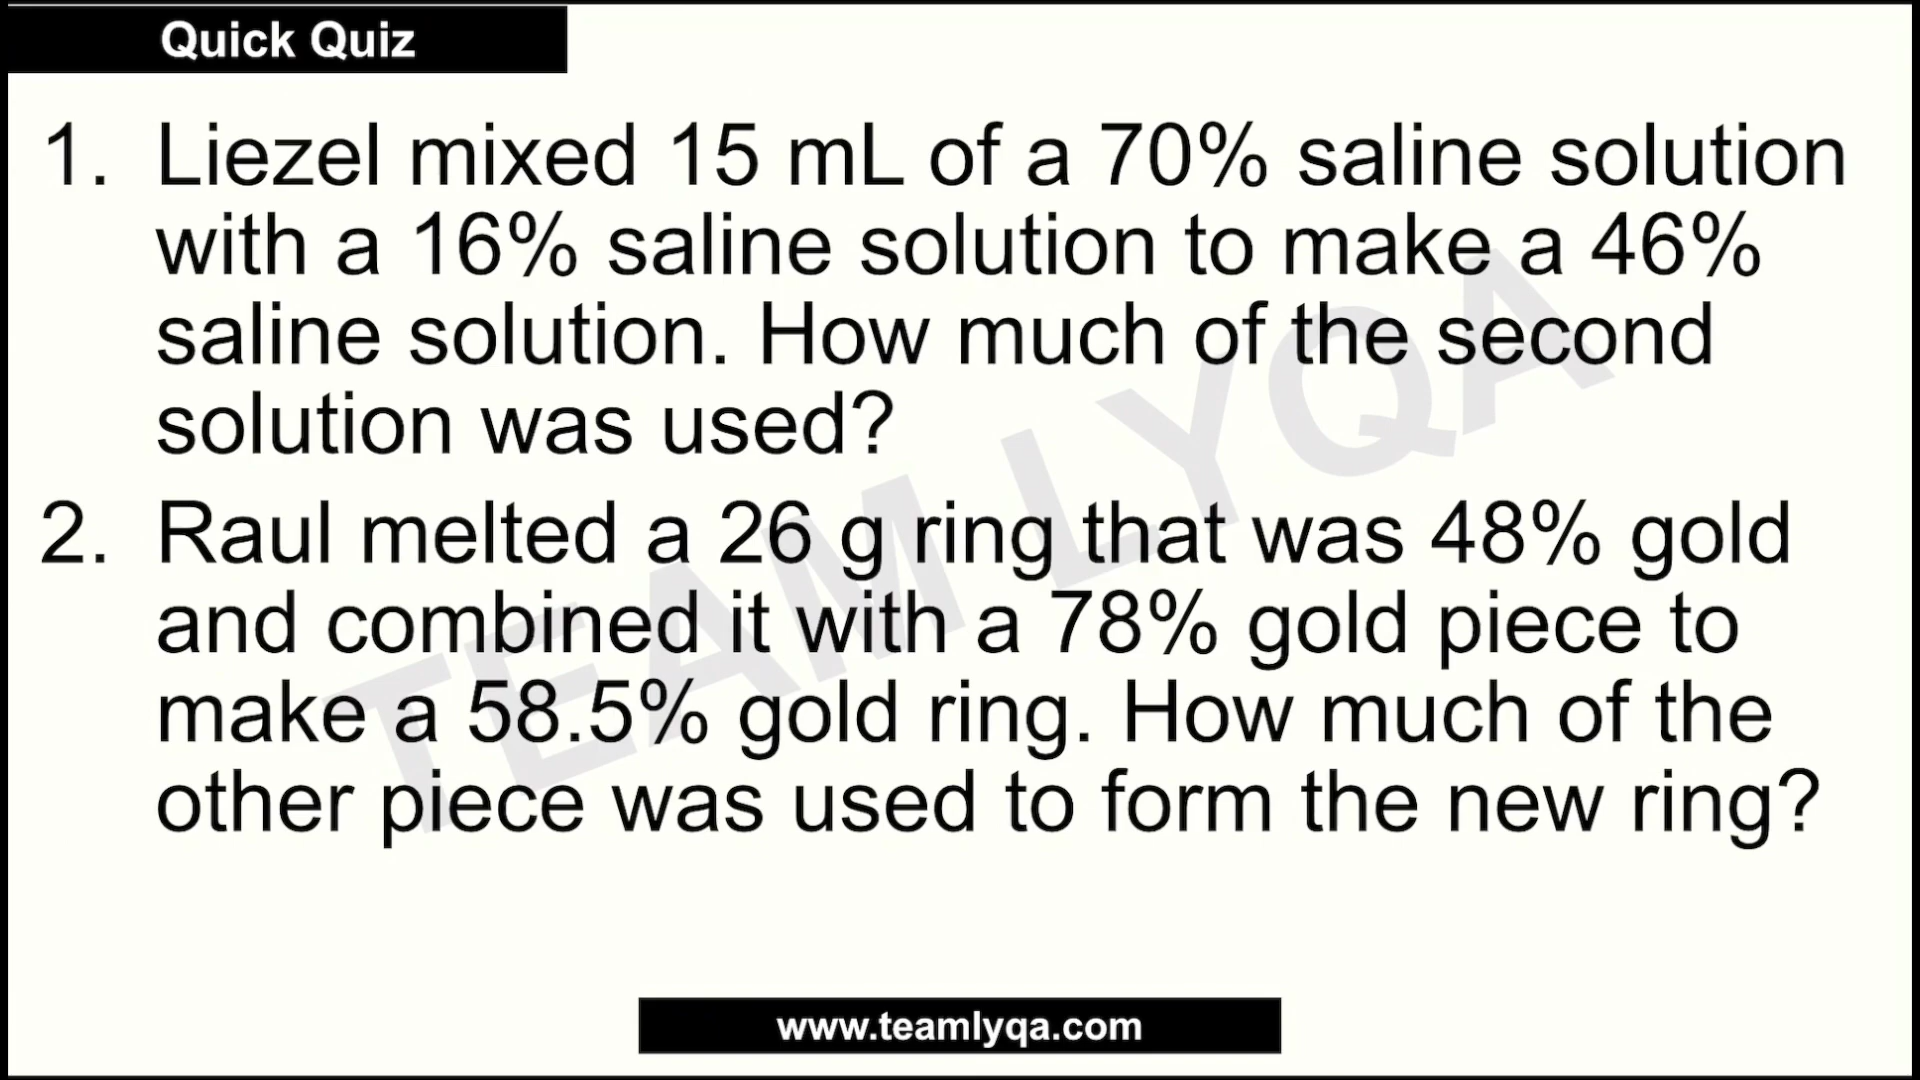 Quick Quiz
1. Liezel mixed 15 mL of a 70% saline solution
with a 16% saline solution to make a 46%
saline solution. How much of the second
solution was used?
2. Raul melted a 26 g ring that was 48% gold
and combined it with a 78% gold piece to
make a 58.5% gold ring. How much of the
other piece was used to form the new ring?
TEAM LYQA
www.teamlyqa.com